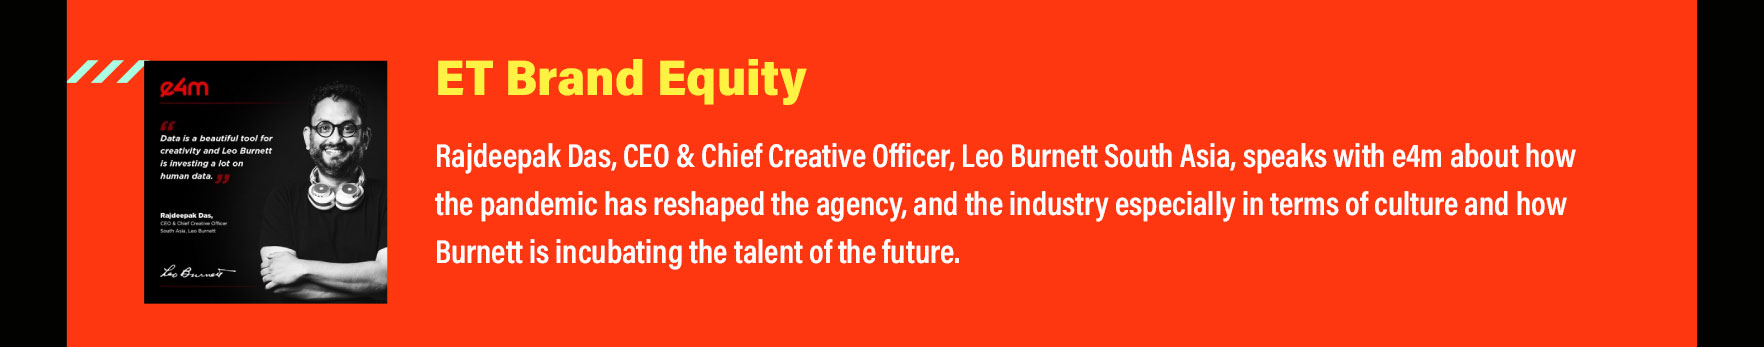 e4m
Data is a beautiful tool for
creativity and Leo Burnett
is investing a lot on
human data.
Rajdeepak Das,
CEO & Chief Creative Officer
South Asia, Leo Burnett
Leo Burnett
ET Brand Equity
Rajdeepak Das, CEO & Chief Creative Officer, Leo Burnett South Asia, speaks with e4m about how
the pandemic has reshaped the agency, and the industry especially in terms of culture and how
Burnett is incubating the talent of the future.